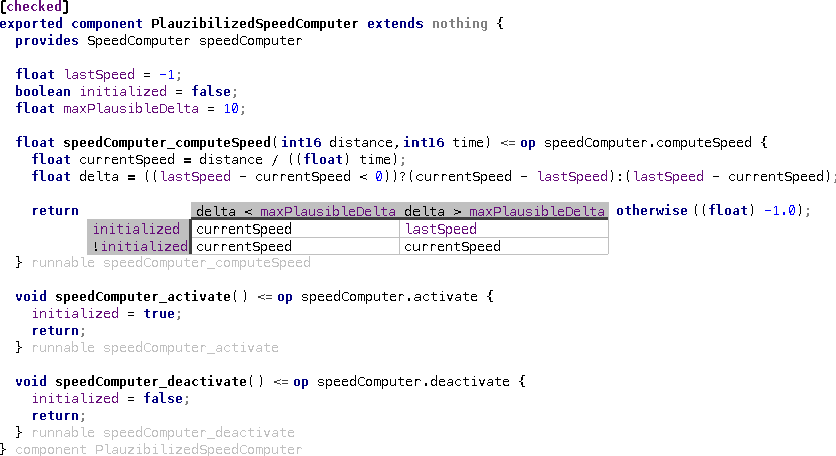 [checked]
exported component PlauzibilizedSpeedComputer extends nothing {
provides SpeedComputer speedComputer
float lastSpeed = -1;
boolean initialized = false;
float maxPlausibleDelta = 10;
float speedComputer_computeSpeed(int16 distance,int16 time) <= op speedComputer.computeSpeed {
float currentSpeed = distance / ((float) time);
float delta = ((lastSpeed - currentSpeed < 0))?(currentSpeed - lastSpeed):(lastSpeed - currentSpeed);
return delta < maxPlausibleDelta delta > maxPlausibleDelta otherwise ((float) -1.0);
initialized currentSpeed lastSpeed
!initialized currentSpeed currentSpeed
} runnable speedComputer_computeSpeed
void speedComputer_activate() <= op speedComputer.activate {
initialized = true;
return;
} runnable speedComputer_activate
void speedComputer_deactivate() <= op speedComputer.deactivate {
initialized = false;
return;
} runnable speedComputer_deactivate
} component PlauzibilizedSpeedComputer